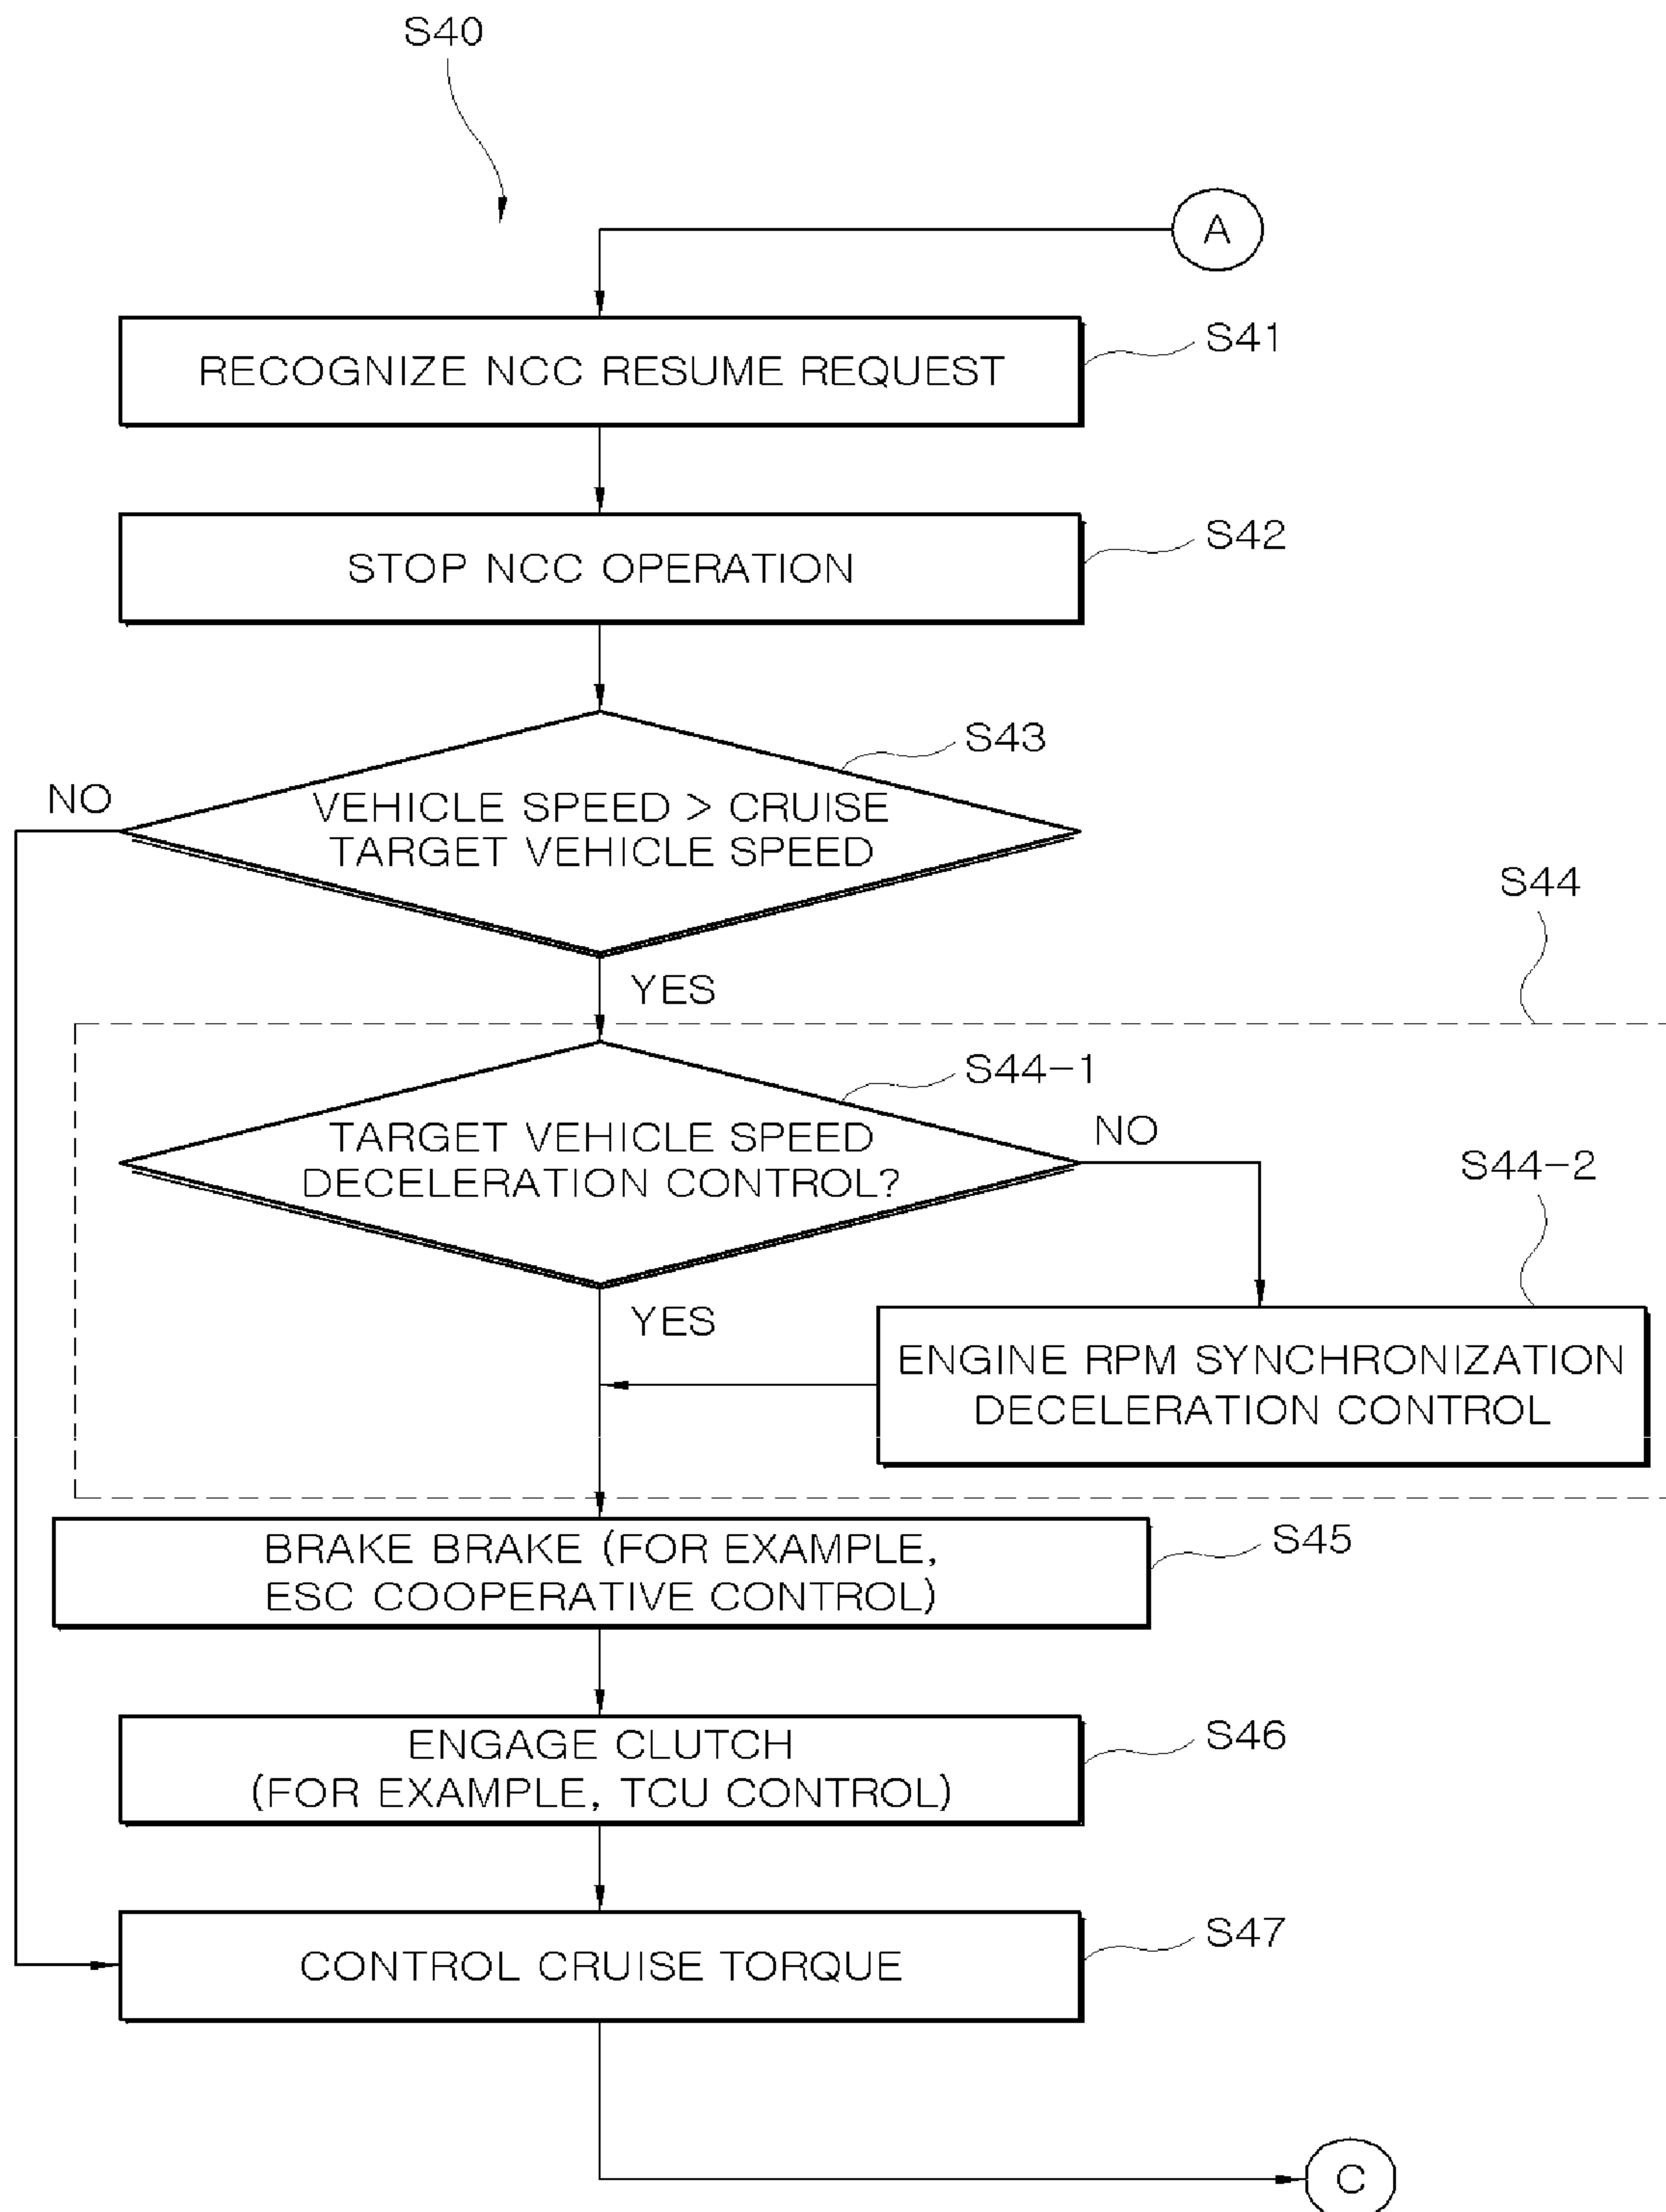 S40
A
RECOGNIZE NCC RESUME REQUEST
S41
STOP NCC OPERATION
S42
S43
NO
VEHICLE SPEED > CRUISE
TARGET VEHICLE SPEED
S44
YES
S44-1
TARGET VEHICLE SPEED
DECELERATION CONTROL?
NO
S44-2
YES
ENGINE RPM SYNCHRONIZATION
DECELERATION CONTROL
BRAKE BRAKE (FOR EXAMPLE,
ESC COOPERATIVE CONTROL)
S45
ENGAGE CLUTCH
(FOR EXAMPLE, TCU CONTROL)
S46
CONTROL CRUISE TORQUE
S47
C